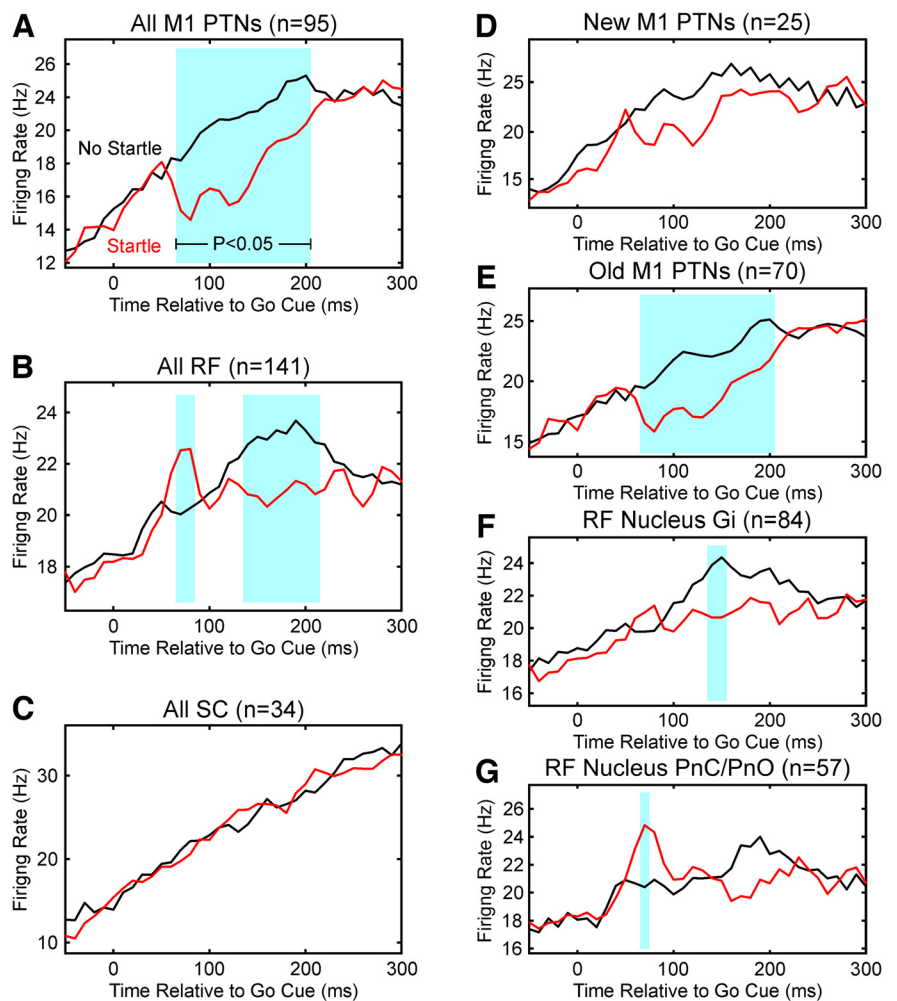 A
All M1 PTNs (n=95)
26
24
22
20
18
16
14
12
Firigng Rate (Hz)
No Startle
Startle
P<0.05
0
100
200
300
Time Relative to Go Cue (ms)
B
All RF (n=141)
24
22
20
18
Firigng Rate (Hz)
0
100
200
300
Time Relative to Go Cue (ms)
C
All SC (n=34)
30
20
10
Firigng Rate (Hz)
0
100
200
300
Time Relative to Go Cue (ms)
D
New M1 PTNs (n=25)
25
20
15
Firigng Rate (Hz)
0
100
200
300
Time Relative to Go Cue (ms)
E
Old M1 PTNs (n=70)
25
20
15
Firigng Rate (Hz)
0
100
200
300
Time Relative to Go Cue (ms)
F
RF Nucleus Gi (n=84)
24
22
20
18
16
Firigng Rate (Hz)
0
100
200
300
Time Relative to Go Cue (ms)
G
RF Nucleus PnC/PnO (n=57)
26
24
22
20
18
16
Firigng Rate (Hz)
0
100
200
300
Time Relative to Go Cue (ms)